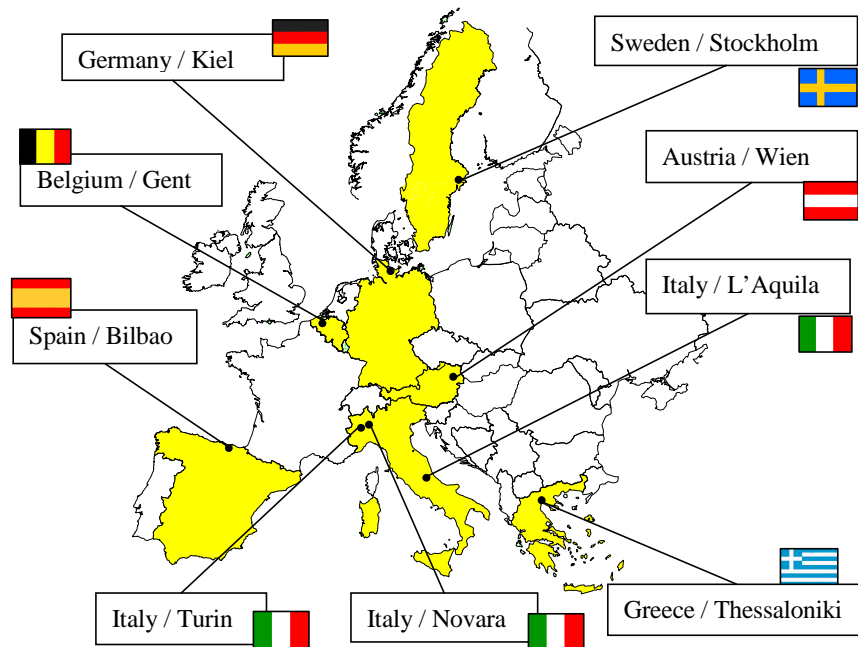 Germany / Kiel
Sweden / Stockholm
Belgium / Gent
Austria / Wien
Italy / L’Aquila
Spain / Bilbao
Italy / Turin
Italy / Novara
Greece / Thessaloniki